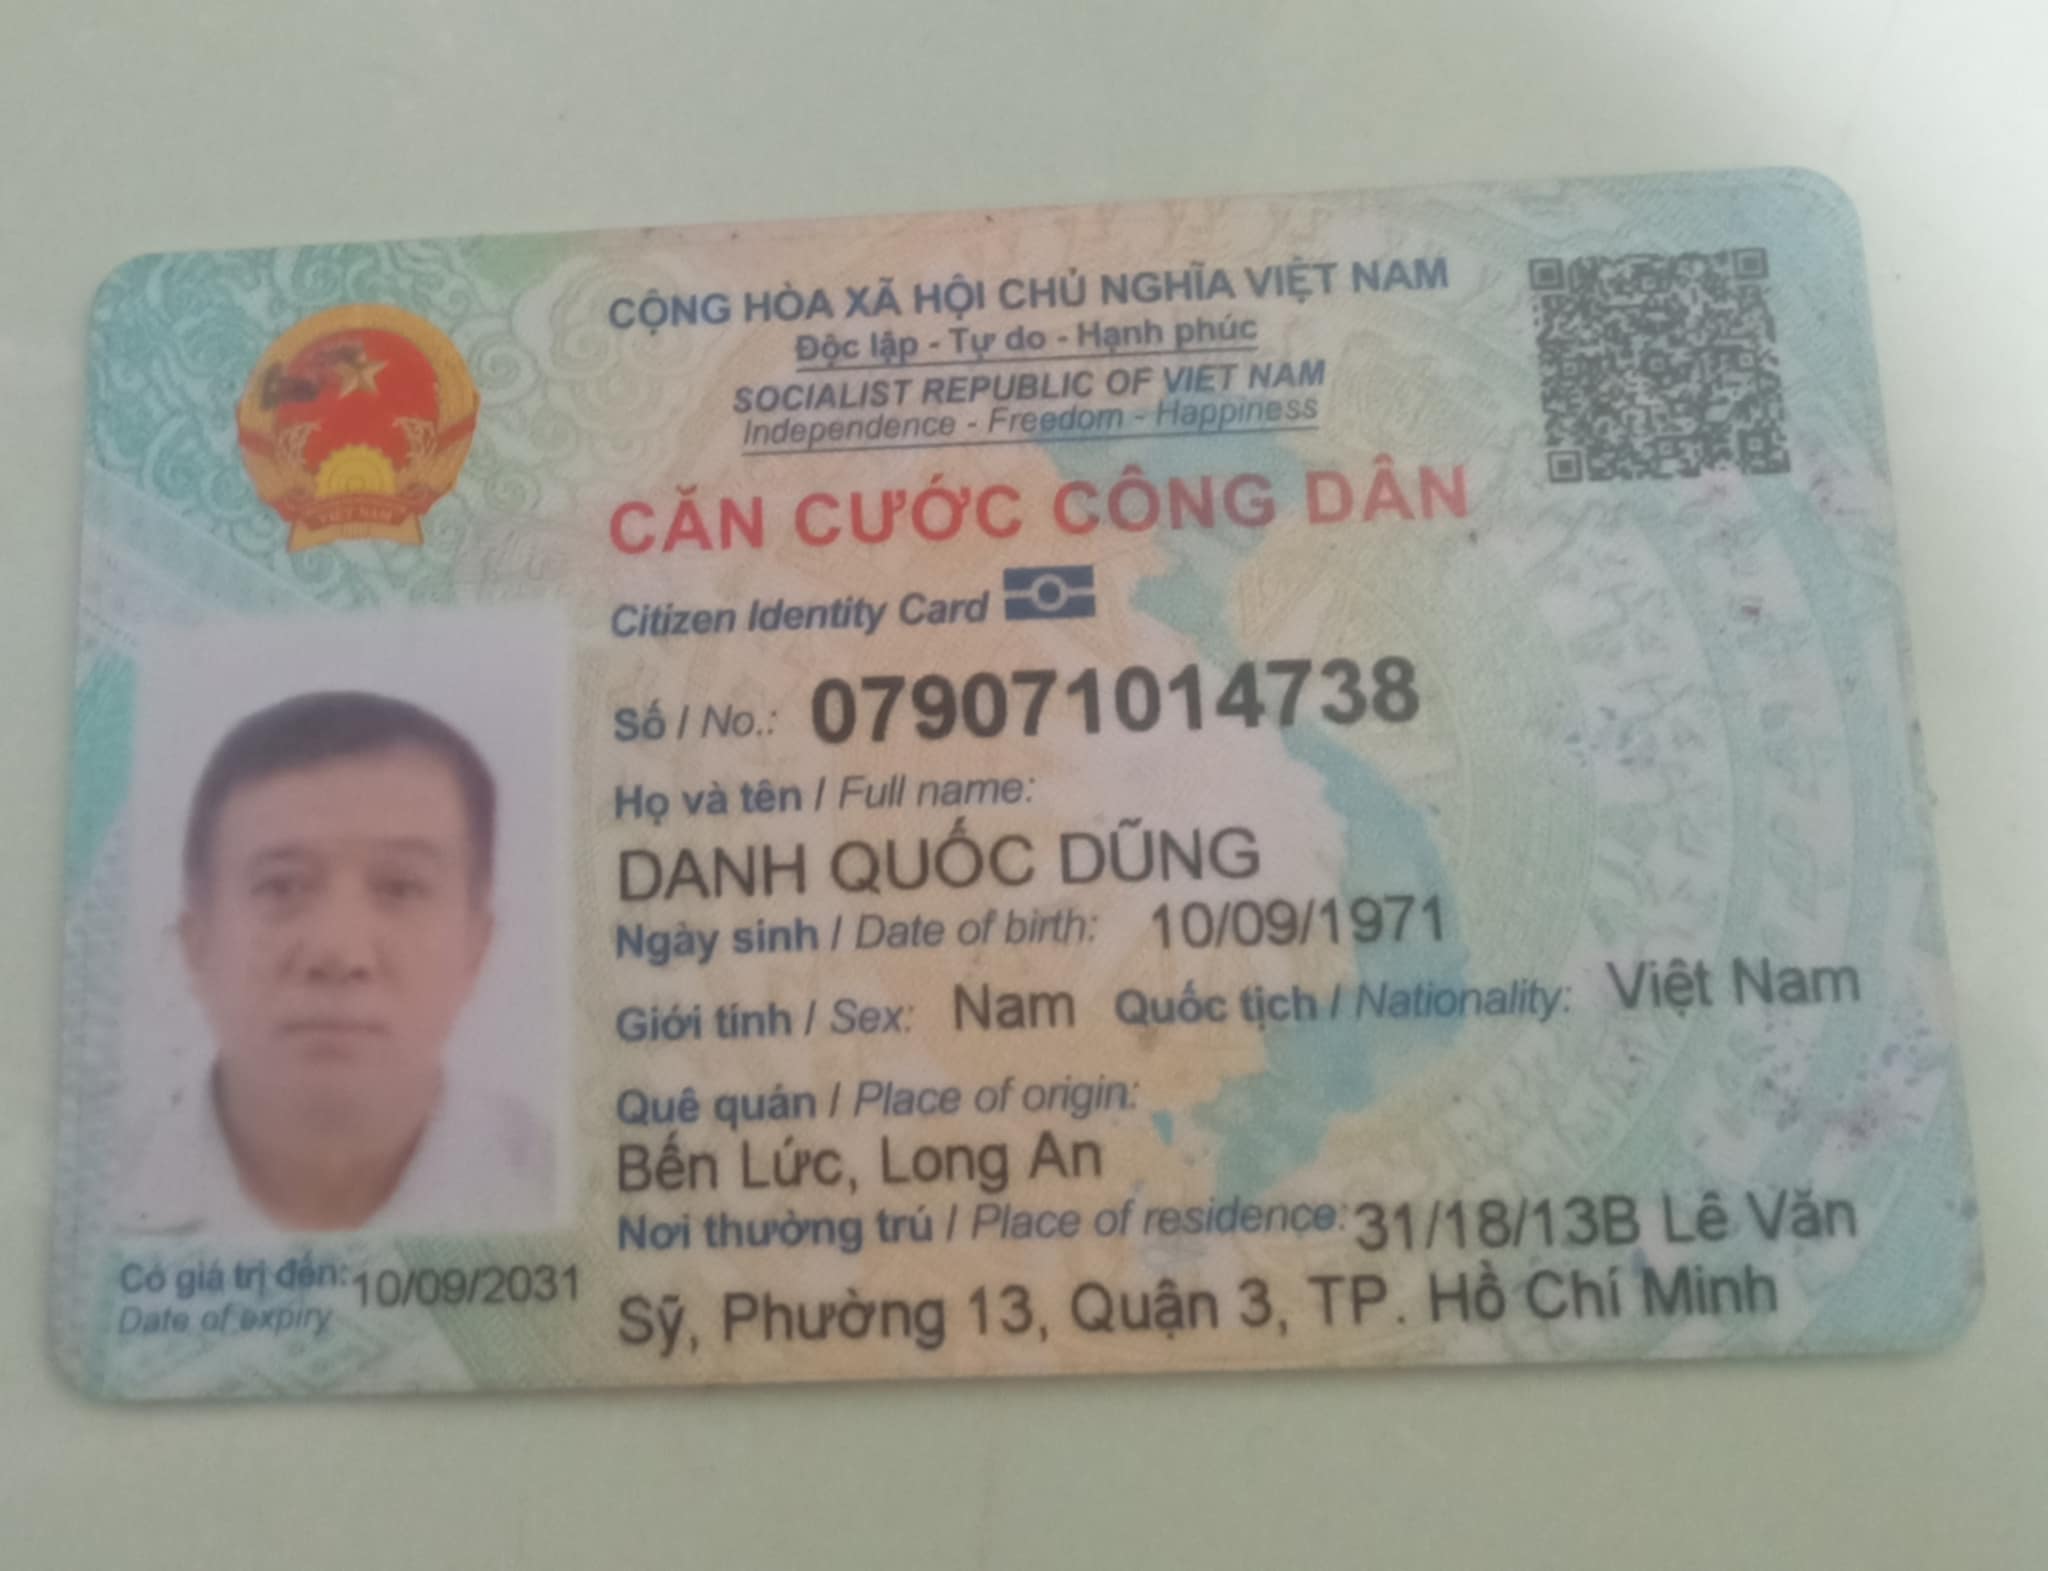 CỘNG HÒA XÃ HỘI CHỦ NGHĨA VIỆT NAM
Độc lập - Tự do - Hạnh phúc
SOCIALIST REPUBLIC OF VIET NAM
Independence - Freedom - Happiness
CĂN CƯỚC CÔNG DÂN
Citizen Identity Card
Số / No.: 079071014738
Họ và tên / Full name:
DANH QUỐC DŨNG
Ngày sinh / Date of birth: 10/09/1971
Giới tính / Sex: Nam Quốc tịch / Nationality: Việt Nam
Quê quán / Place of origin:
Bến Lức, Long An
Nơi thường trú / Place of residence: 31/18/13B Lê Văn
Sỹ, Phường 13, Quận 3, TP. Hồ Chí Minh
Có giá trị đến: 10/09/2031
Date of expiry
VIỆT NAM